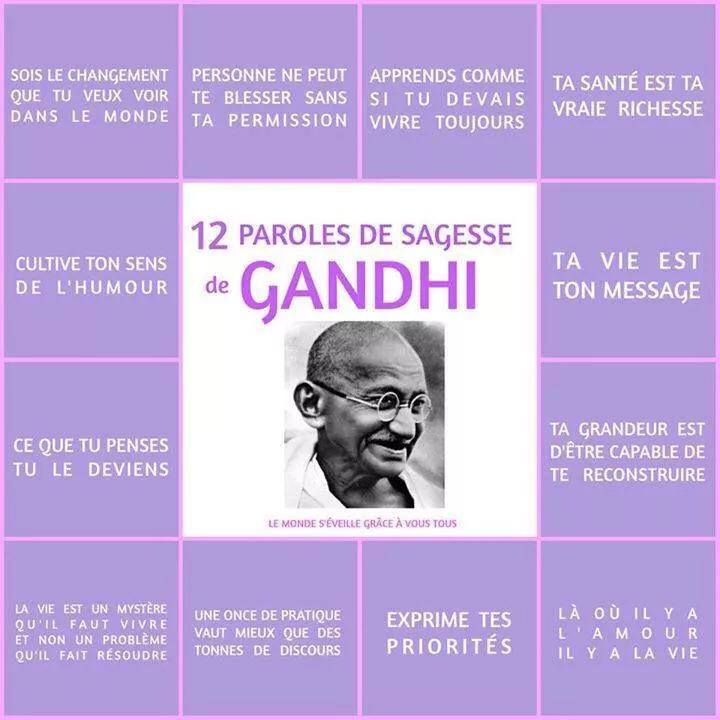 SOIS LE CHANGEMENT
QUE TU VEUX VOIR
DANS LE MONDE
PERSONNE NE PEUT
TE BLESSER SANS
TA PERMISSION
APPRENDS COMME
SI TU DEVAIS
VIVRE TOUJOURS
TA SANTÉ EST TA
VRAIE RICHESSE
CULTIVE TON SENS
DE L'HUMOUR
12 PAROLES DE SAGESSE
de GANDHI
LE MONDE S'ÉVEILLE GRÂCE À VOUS TOUS
TA VIE EST
TON MESSAGE
CE QUE TU PENSES
TU LE DEVIENS
TA GRANDEUR EST
D'ÊTRE CAPABLE DE
TE RECONSTRUIRE
LA VIE EST UN MYSTÈRE
QU'IL FAUT VIVRE
ET NON UN PROBLÈME
QU'IL FAIT RÉSOUDRE
UNE ONCE DE PRATIQUE
VAUT MIEUX QUE DES
TONNES DE DISCOURS
EXPRIME TES
PRIORITÉS
LÀ OÙ IL Y A
L'AMOUR
IL Y A LA VIE